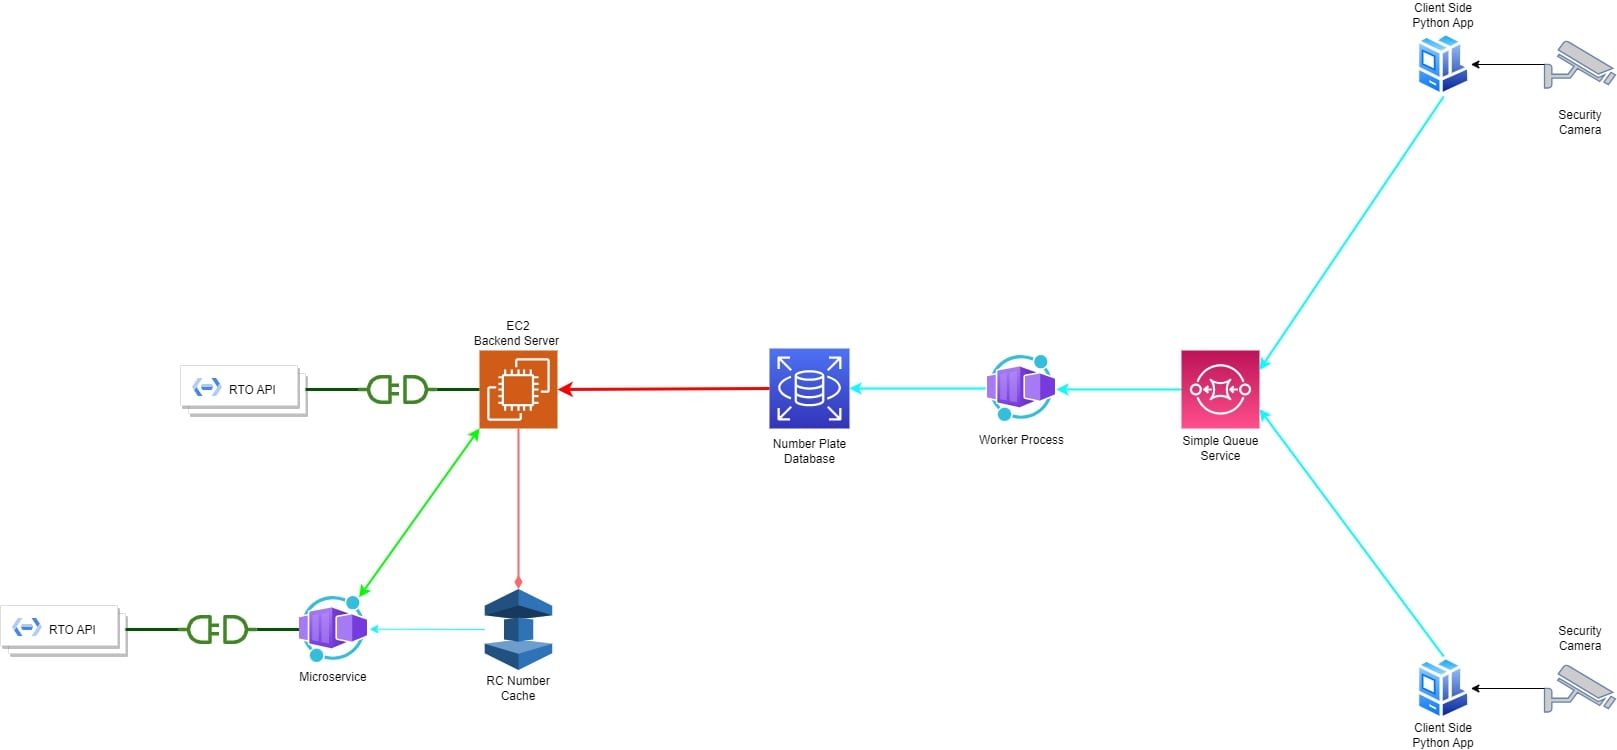 Client Side
Python App
Security
Camera
EC2
Backend Server
RTO API
Number Plate
Database
Worker Process
Simple Queue
Service
RTO API
Microservice
RC Number
Cache
Security
Camera
Client Side
Python App